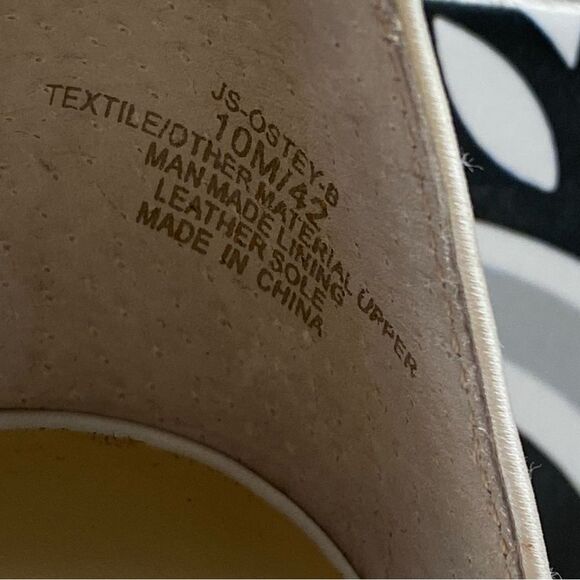 JS-OSTEY-B
10M/42
TEXTILE/OTHER MATERIAL UPPER
MAN-MADE LINING
LEATHER SOLE
MADE IN CHINA